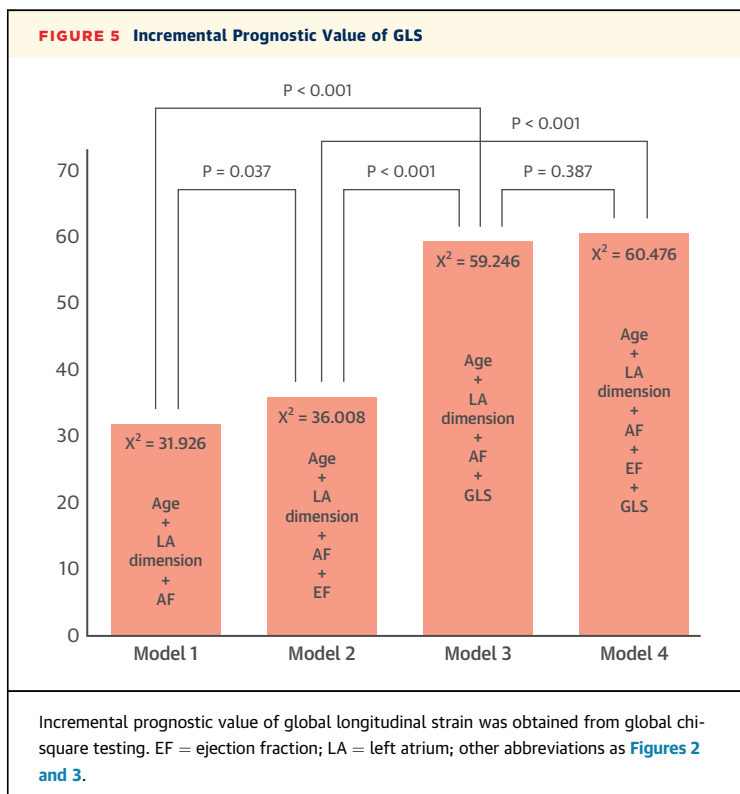 FIGURE 5 Incremental Prognostic Value of GLS
P < 0.001
P < 0.001
P = 0.037
P < 0.001
P = 0.387
70
60
50
40
30
20
10
0
X² = 31.926
Age
+
LA
dimension
+
AF
X² = 36.008
Age
+
LA
dimension
+
AF
+
EF
X² = 59.246
Age
+
LA
dimension
+
AF
+
GLS
X² = 60.476
Age
+
LA
dimension
+
AF
+
EF
+
GLS
Model 1
Model 2
Model 3
Model 4
Incremental prognostic value of global longitudinal strain was obtained from global chi-
square testing. EF = ejection fraction; LA = left atrium; other abbreviations as Figures 2
and 3.